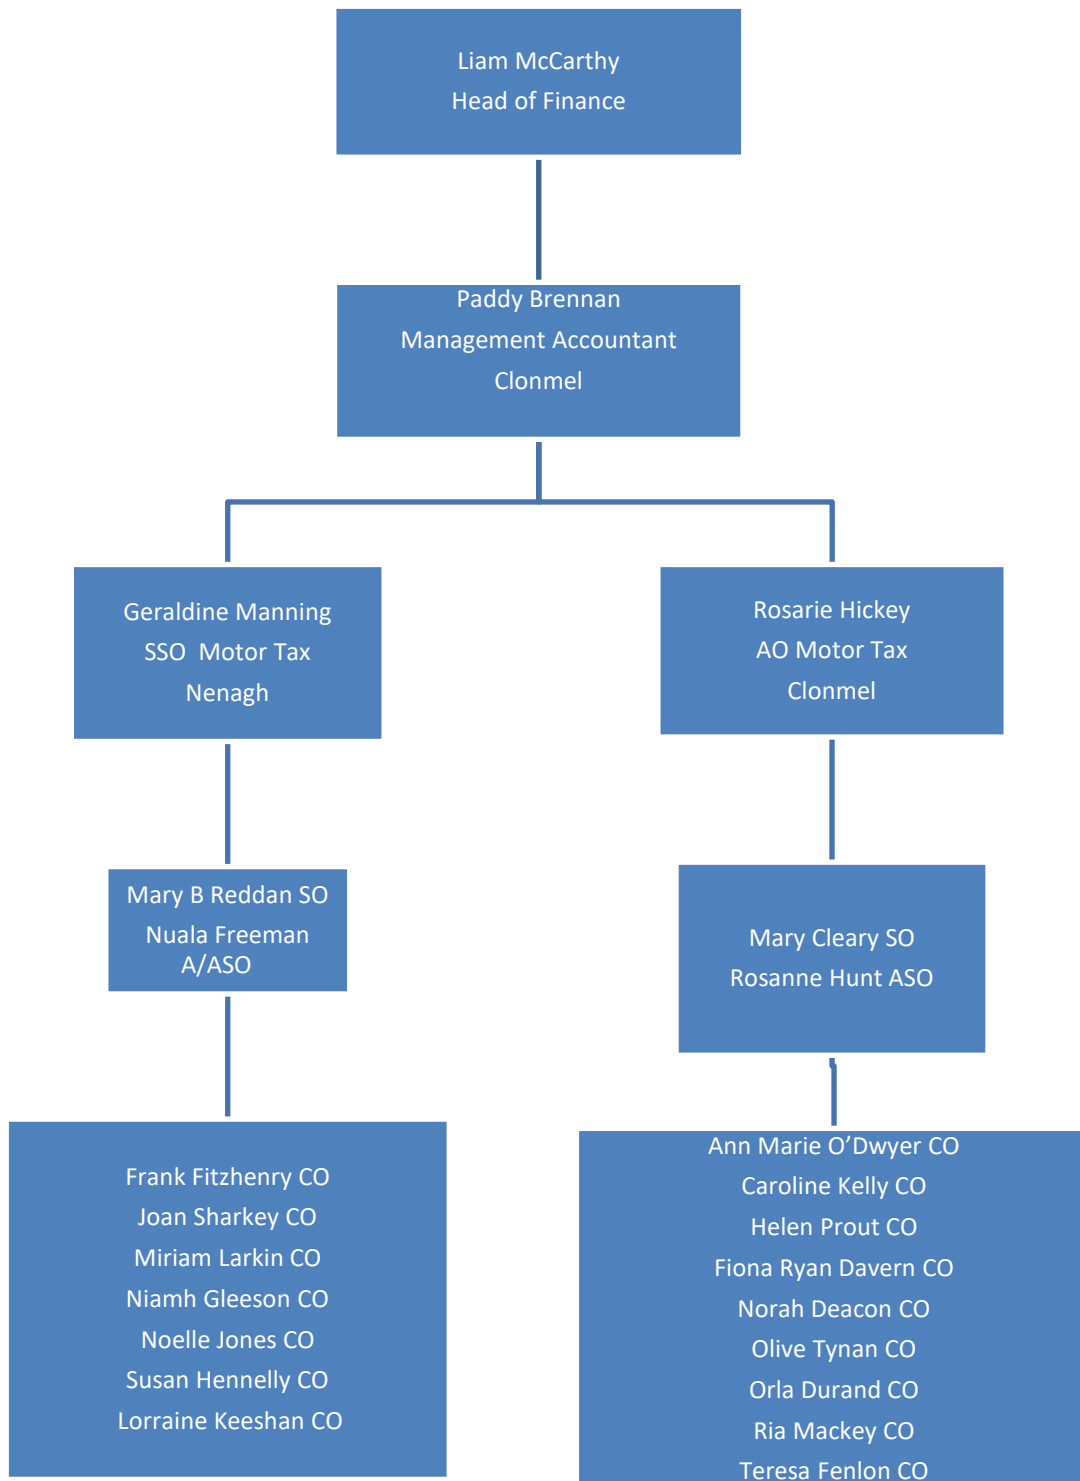 Liam McCarthy
Head of Finance
Paddy Brennan
Management Accountant
Clonmel
Geraldine Manning
SSO  Motor Tax
Nenagh
Rosarie Hickey
AO Motor Tax
Clonmel
Mary B Reddan SO
Nuala Freeman
A/ASO
Mary Cleary SO
Rosanne Hunt ASO
Frank Fitzhenry CO
Joan Sharkey CO
Miriam Larkin CO
Niamh Gleeson CO
Noelle Jones CO
Susan Hennelly CO
Lorraine Keeshan CO
Ann Marie O’Dwyer CO
Caroline Kelly CO
Helen Prout CO
Fiona Ryan Davern CO
Norah Deacon CO
Olive Tynan CO
Orla Durand CO
Ria Mackey CO
Teresa Fenlon CO